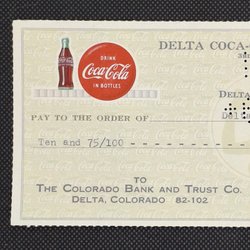 DELTA COCA-
DRINK
Coca-Cola
IN BOTTLES
DELTA
PAY TO THE ORDER OF
Delta
Ten and 75/100
TO
THE COLORADO BANK AND TRUST CO.
DELTA, COLORADO 82-102